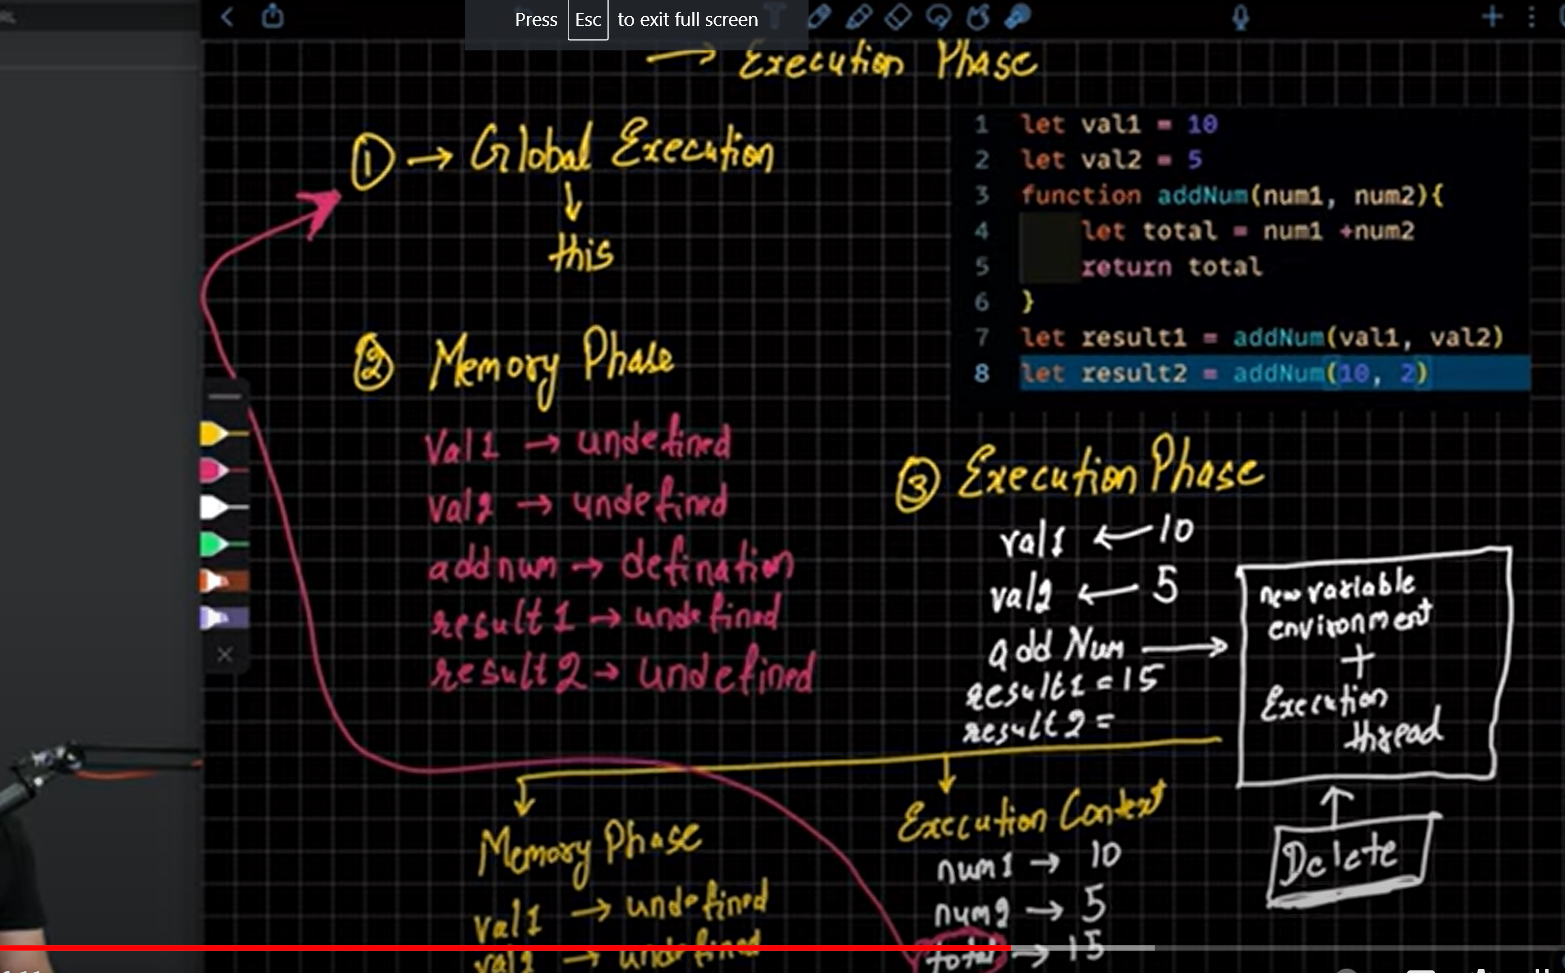 Press Esc to exit full screen
→ Execution Phase
① → Global Execution
↓
this
1 let val1 = 10
2 let val2 = 5
3 function addNum(num1, num2){
4 let total = num1 +num2
5 return total
6 }
7 let result1 = addNum(val1, val2)
8 let result2 = addNum(10, 2)
② Memory Phase
Val1 → undefined
val2 → undefined
addnum → defination
result1 → undefined
result2 → undefined
③ Execution Phase
val1 ← 10
val2 ← 5
add Num →
result1 = 15
result2 =
new variable
environment
+
Execution
thread
↑
Delete
Memory Phase
val1 → undefined
val2 → undefined
Execution Context
num1 → 10
num2 → 5
total → 15